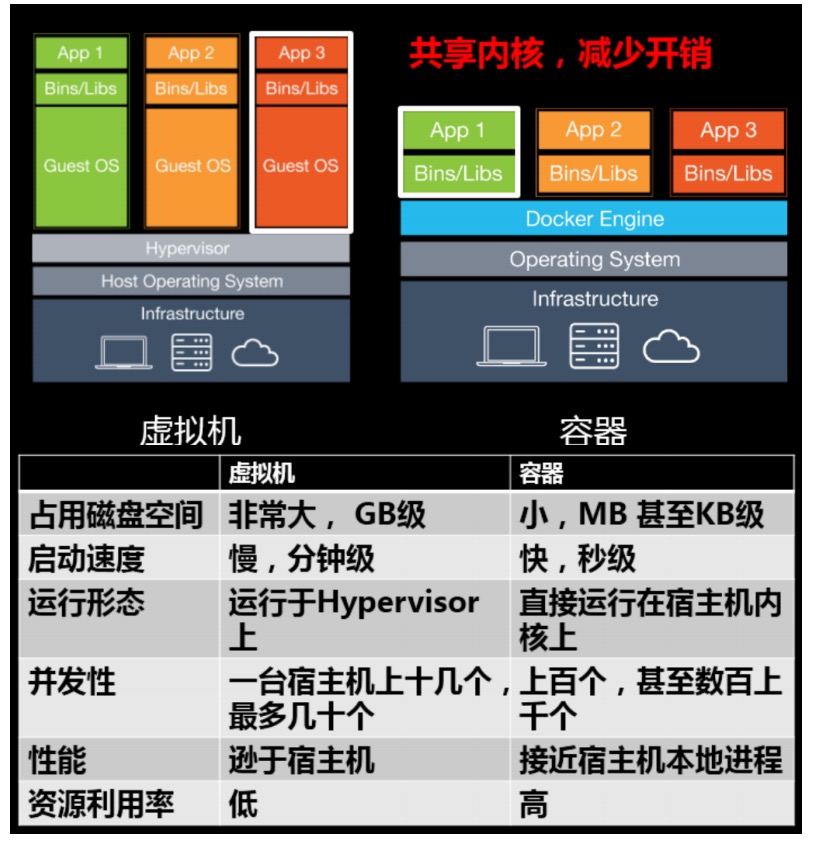 App 1 App 2 App 3
Bins/Libs Bins/Libs Bins/Libs
Guest OS Guest OS Guest OS
Hypervisor
Host Operating System
Infrastructure
共享内核，减少开销
App 1 App 2 App 3
Bins/Libs Bins/Libs Bins/Libs
Docker Engine
Operating System
Infrastructure
虚拟机 容器
虚拟机 容器
占用磁盘空间 非常大， GB级 小，MB 甚至KB级
启动速度 慢，分钟级 快，秒级
运行形态 运行于Hypervisor 直接运行在宿主机内
上 核上
并发性 一台宿主机上十几个， 上百个，甚至数百上
最多几十个 千个
性能 逊于宿主机 接近宿主机本地进程
资源利用率 低 高